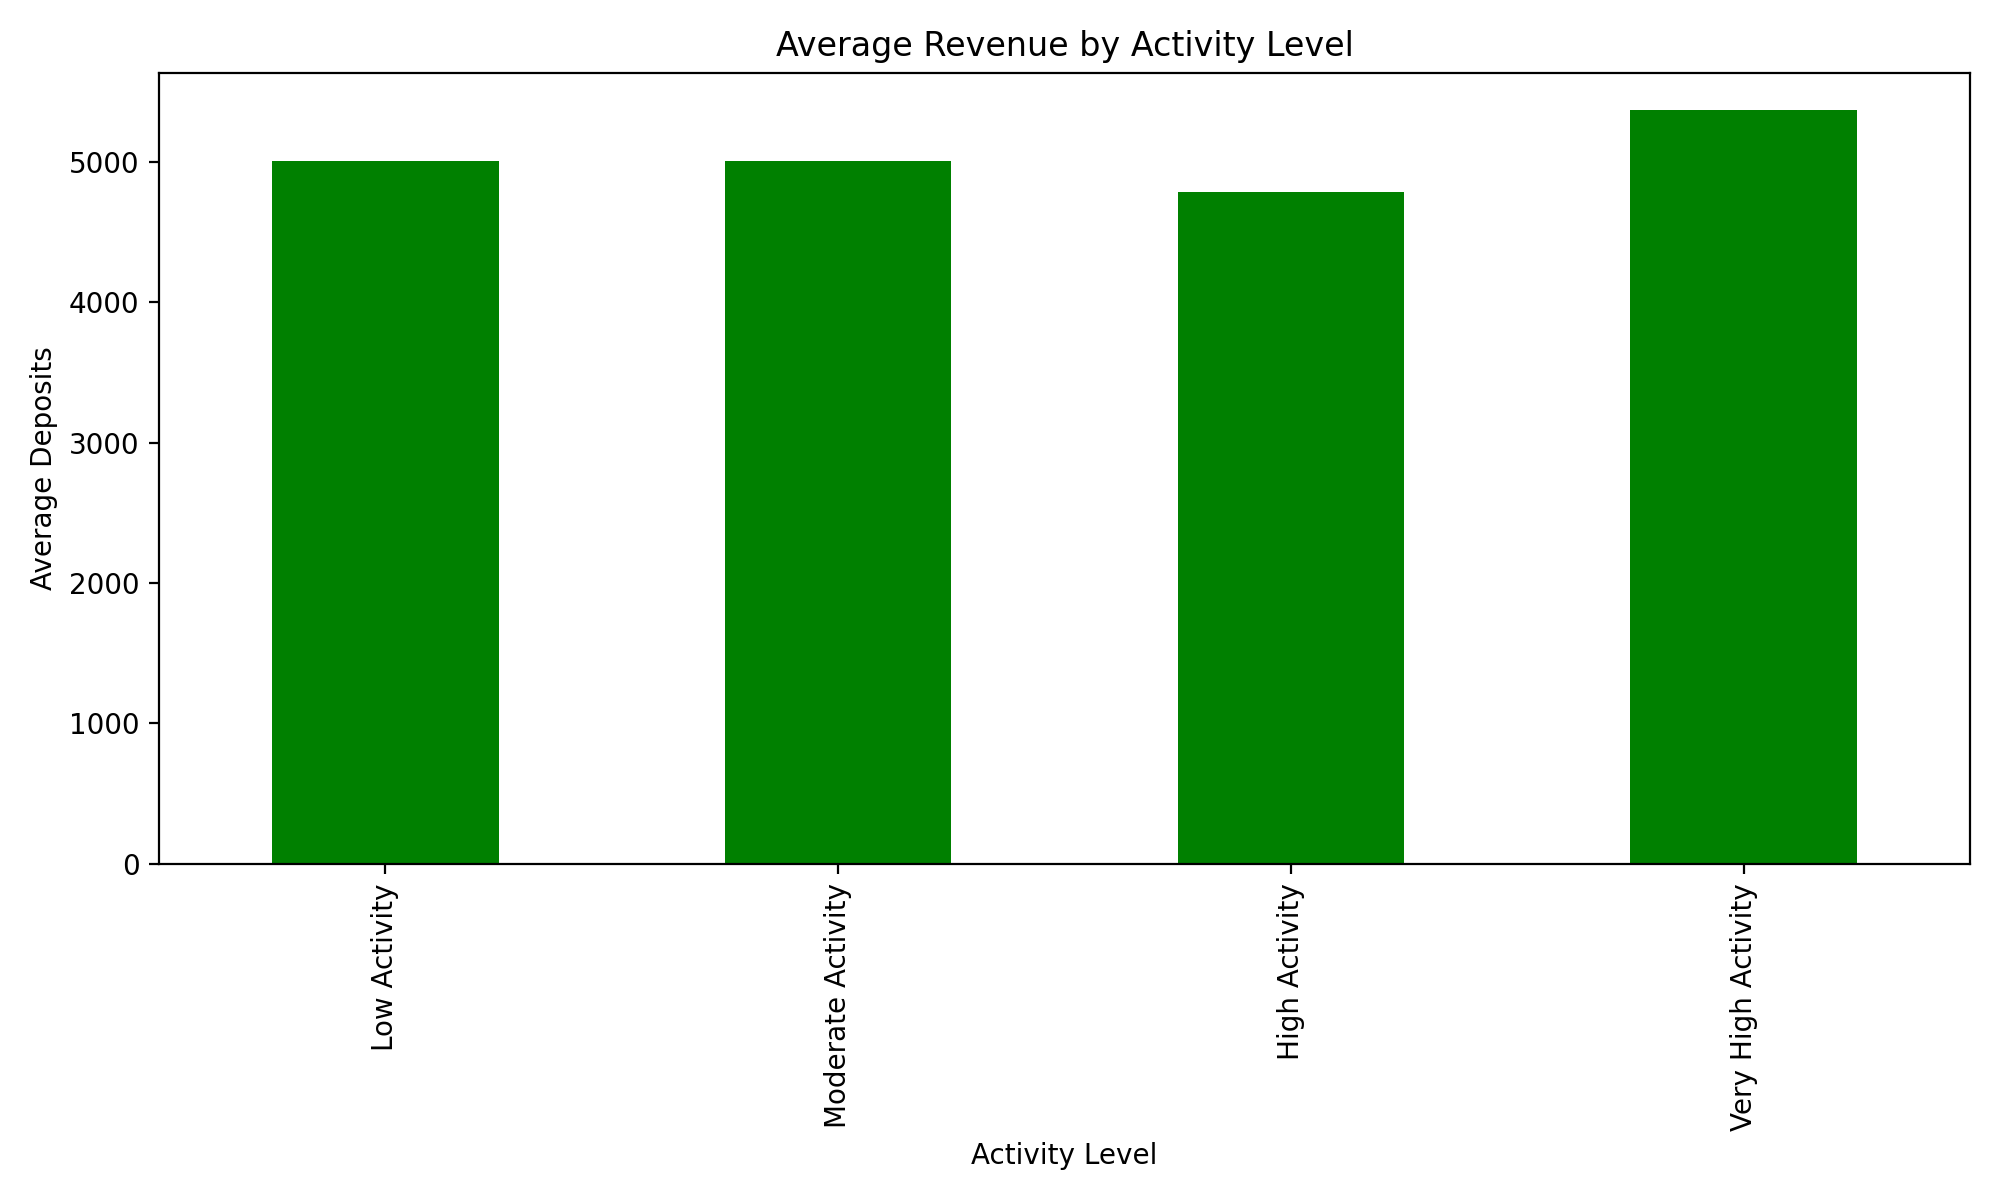 Average Revenue by Activity Level
Average Deposits
5000
4000
3000
2000
1000
0
Low Activity
Moderate Activity
High Activity
Very High Activity
Activity Level